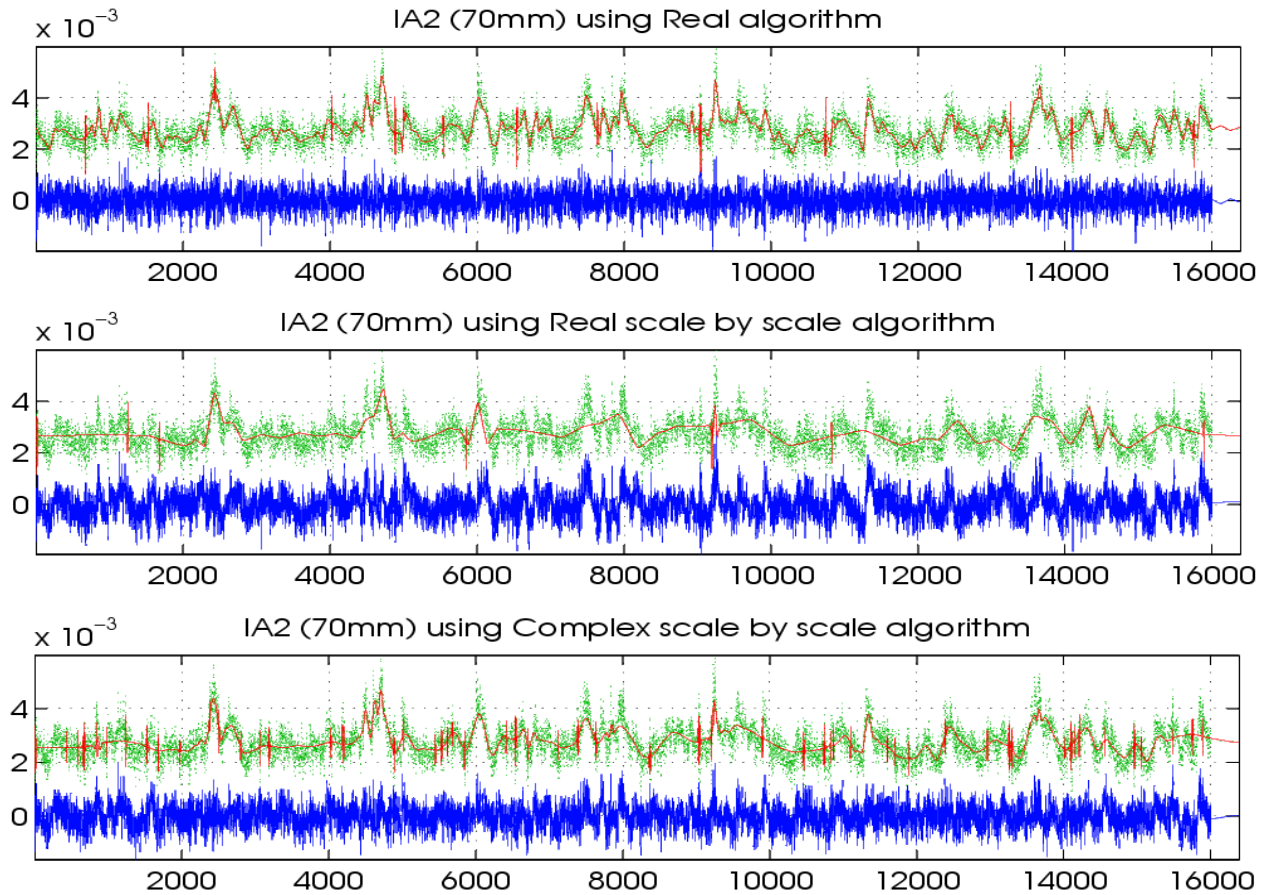 IA2 (70mm) using Real algorithm
x 10⁻³
4
2
0
2000 4000 6000 8000 10000 12000 14000 16000
IA2 (70mm) using Real scale by scale algorithm
x 10⁻³
4
2
0
2000 4000 6000 8000 10000 12000 14000 16000
IA2 (70mm) using Complex scale by scale algorithm
x 10⁻³
4
2
0
2000 4000 6000 8000 10000 12000 14000 16000